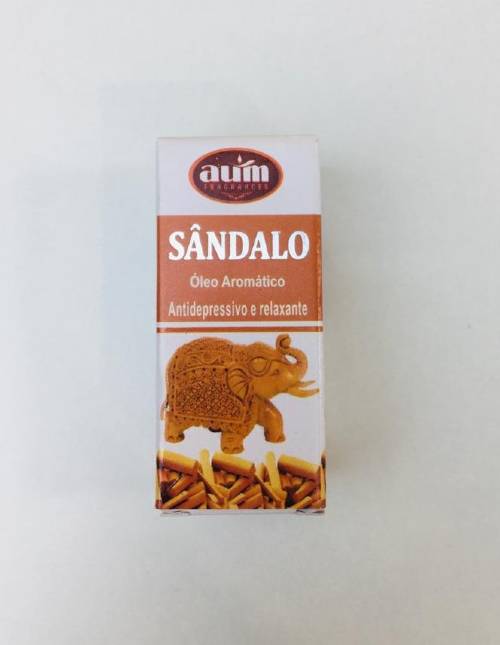 aum
FRAGRANCES
SÂNDALO
Óleo Aromático
Antidepressivo e relaxante